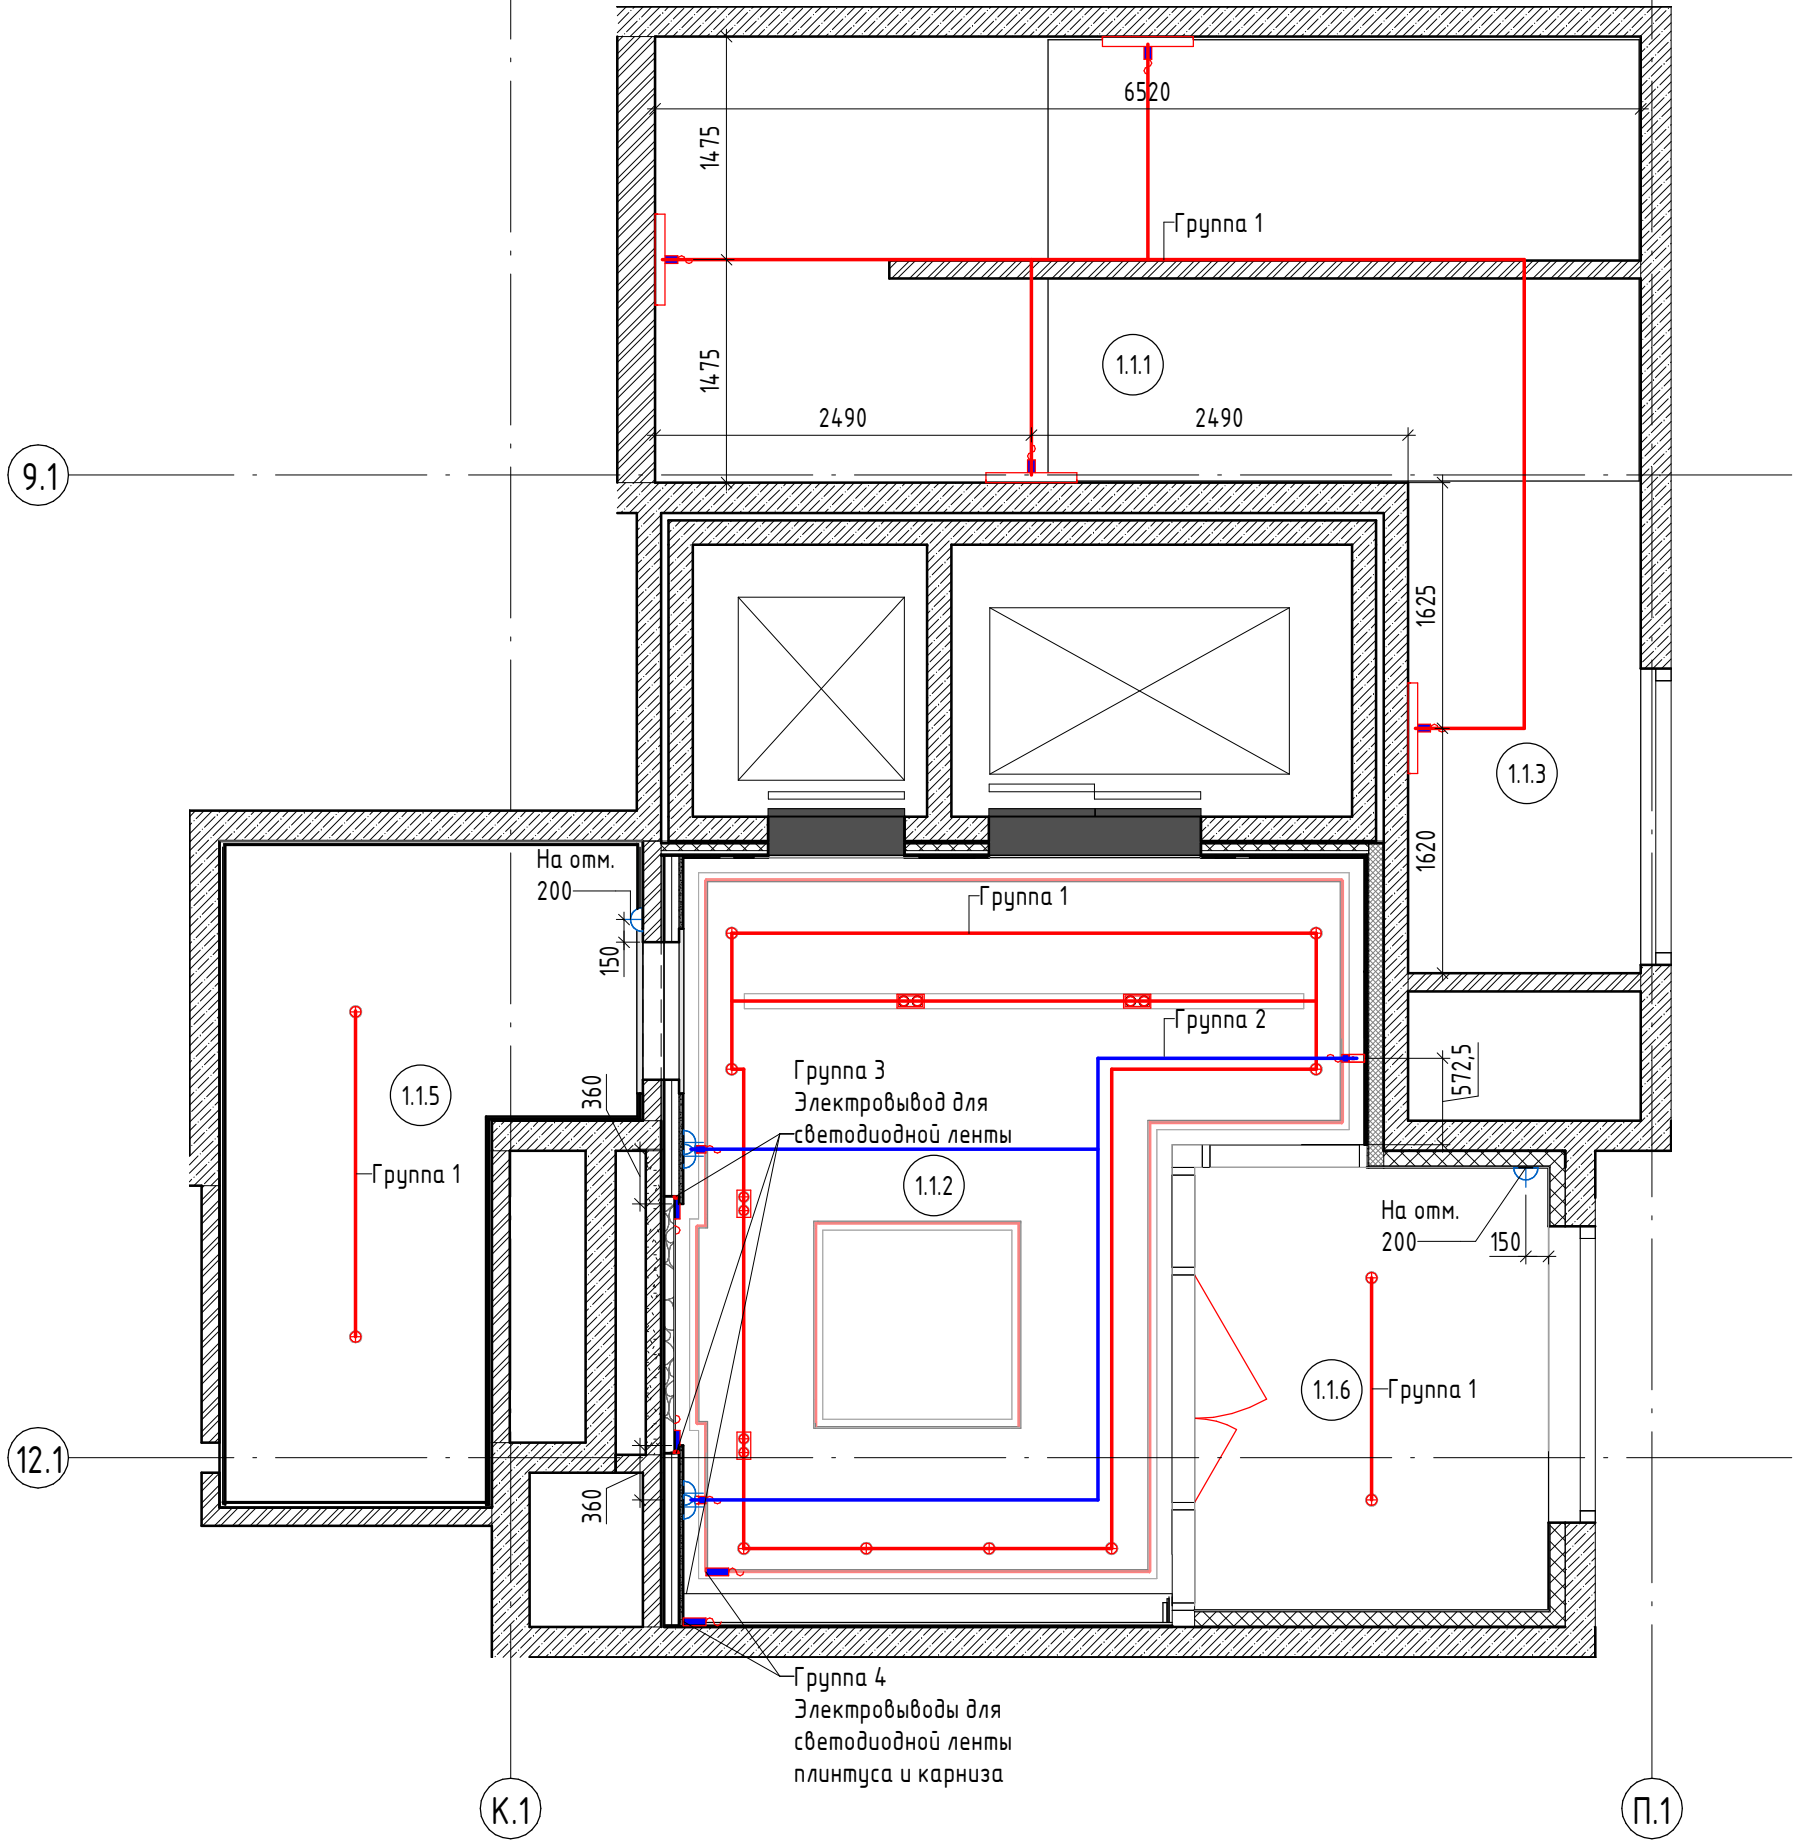 6520
1475
Группа 1
1475
1.1.1
2490
2490
9.1
1625
1.1.3
1620
На отм.
200
150
Группа 1
Группа 2
572,5
360
Группа 3
Электровывод для
светодиодной ленты
1.1.5
Группа 1
1.1.2
На отм.
200
150
1.1.6
Группа 1
12.1
360
Группа 4
Электровыводы для
светодиодной ленты
плинтуса и карниза
К.1
П.1